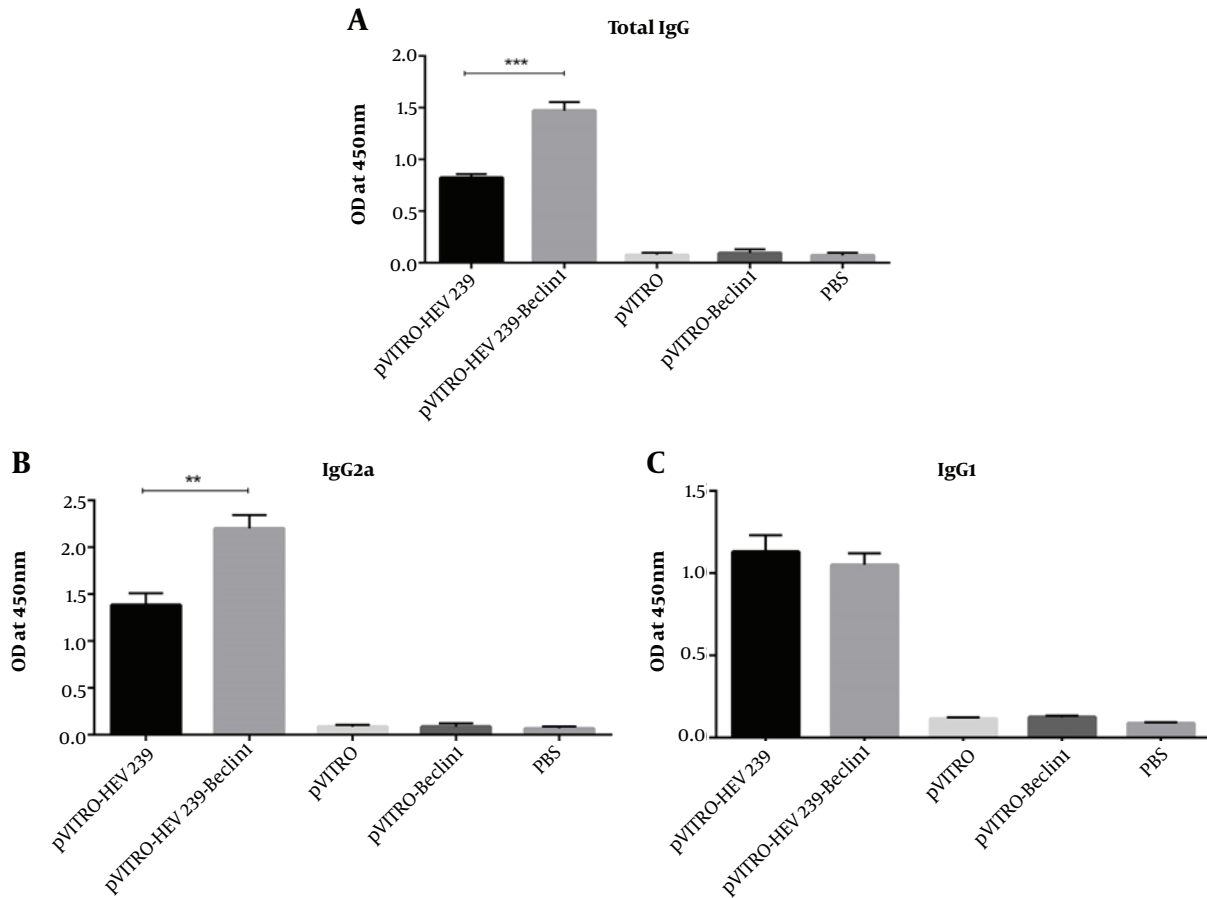 A
Total IgG
OD at 450nm
2.0
1.5
1.0
0.5
0.0
***
pVITRO-HEV 239
pVITRO-HEV 239-Beclin1
pVITRO
pVITRO-Beclin1
PBS
B
IgG2a
OD at 450nm
2.5
2.0
1.5
1.0
0.5
0.0
**
pVITRO-HEV 239
pVITRO-HEV 239-Beclin1
pVITRO
pVITRO-Beclin1
PBS
C
IgG1
OD at 450nm
1.5
1.0
0.5
0.0
pVITRO-HEV 239
pVITRO-HEV 239-Beclin1
pVITRO
pVITRO-Beclin1
PBS